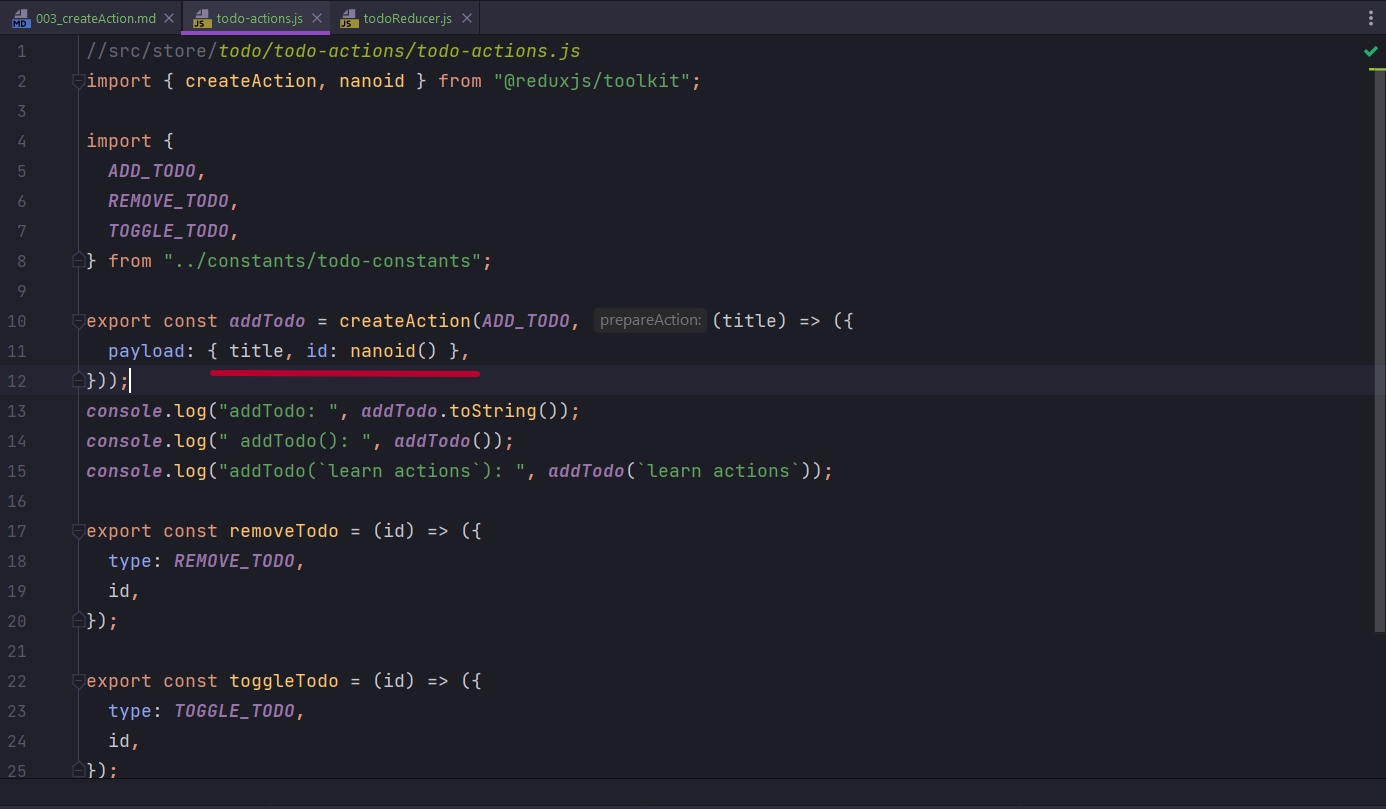 003_createAction.md
todo-actions.js
todoReducer.js
1 //src/store/todo/todo-actions/todo-actions.js
2 import { createAction, nanoid } from "@reduxjs/toolkit";
3
4 import {
5   ADD_TODO,
6   REMOVE_TODO,
7   TOGGLE_TODO,
8 } from "../constants/todo-constants";
9
10 export const addTodo = createAction(ADD_TODO, prepareAction: (title) => ({
11   payload: { title, id: nanoid() },
12 }));
13 console.log("addTodo: ", addTodo.toString());
14 console.log(" addTodo(): ", addTodo());
15 console.log("addTodo(`learn actions`): ", addTodo(`learn actions`));
16
17 export const removeTodo = (id) => ({
18   type: REMOVE_TODO,
19   id,
20 });
21
22 export const toggleTodo = (id) => ({
23   type: TOGGLE_TODO,
24   id,
25 });